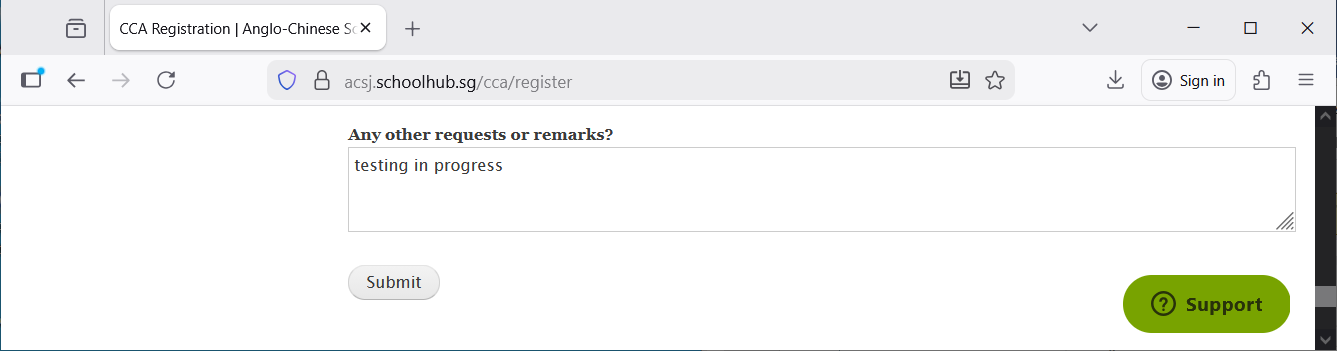 CCA Registration | Anglo-Chinese Sc
acsj.schoolhub.sg/cca/register
Sign in
Any other requests or remarks?
testing in progress
Submit
Support